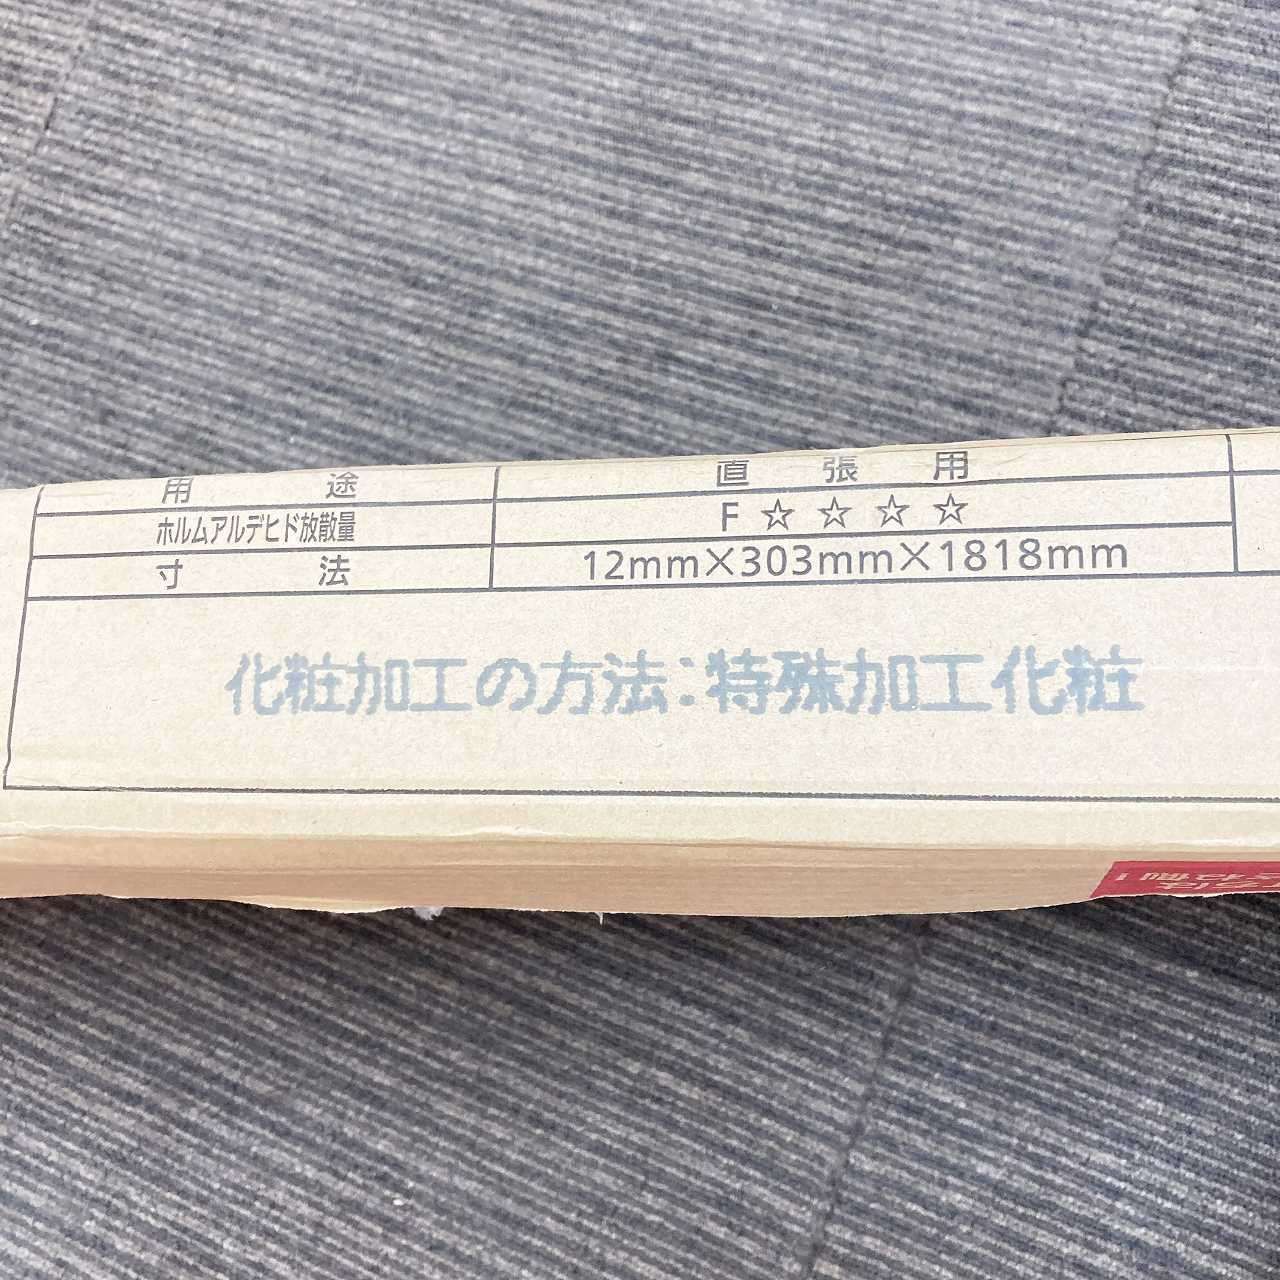 用途 直張用
ホルムアルデヒド放散量 F☆☆☆☆
寸法 12mm×303mm×1818mm
化粧加工の方法:特殊加工化粧